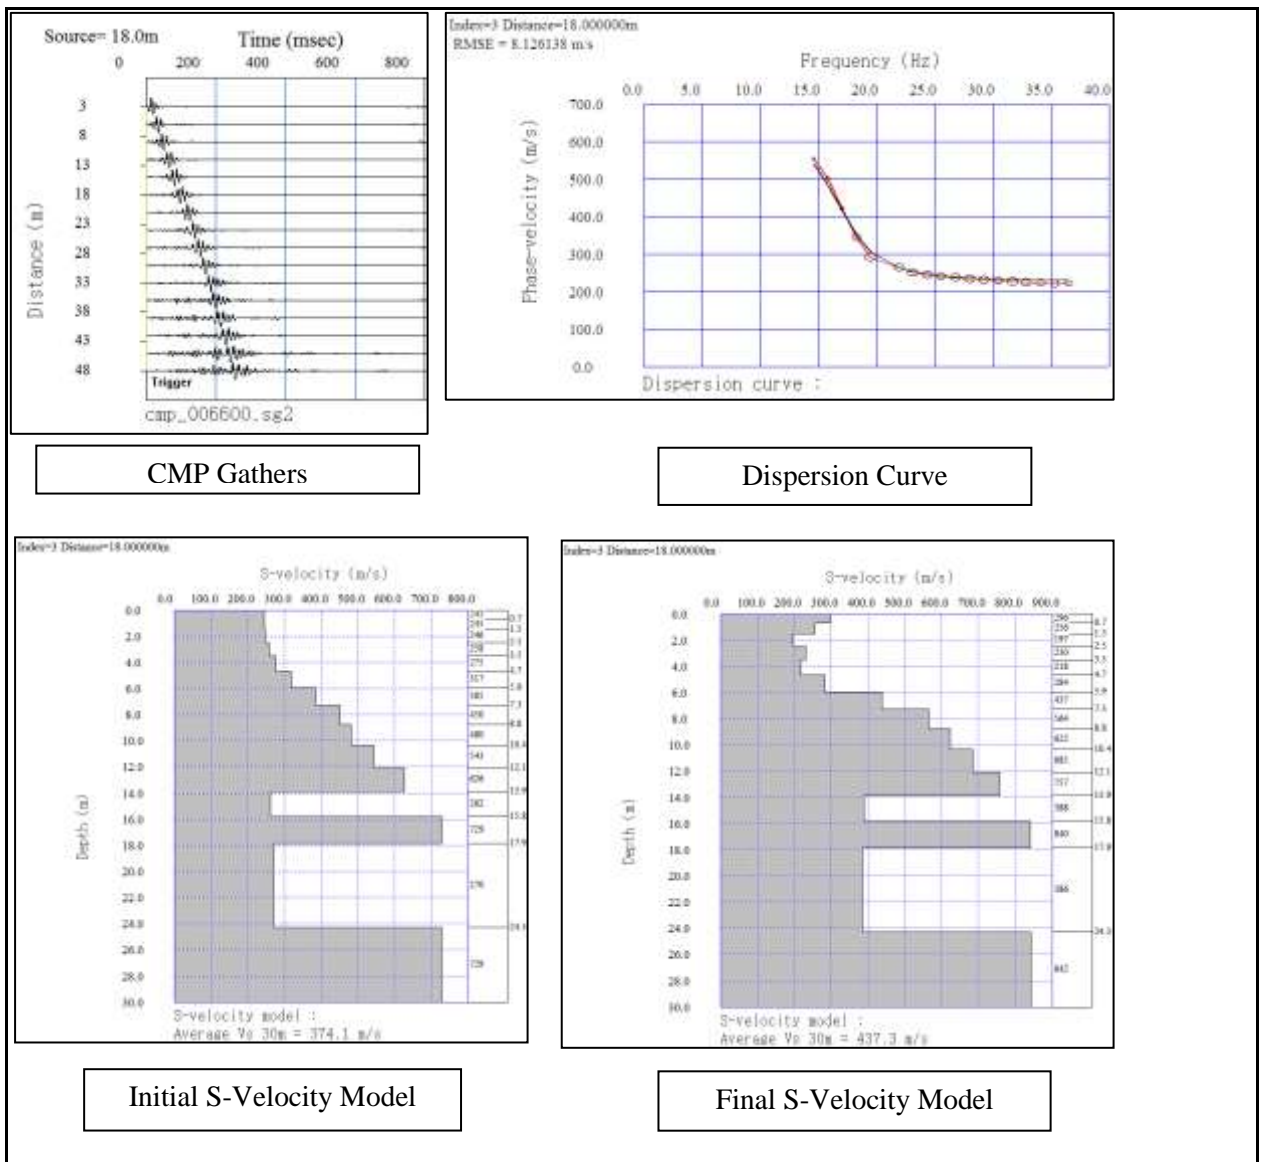 Source= 18.0m
Time (msec)
0 200 400 600 800
Distance (m)
3
8
13
18
23
28
33
38
43
48
Trigger
cmp_006600.sg2
CMP Gathers
Index=3 Distance=18.000000m
RMSE = 8.126138 m/s
Frequency (Hz)
0.0 5.0 10.0 15.0 20.0 25.0 30.0 35.0 40.0
Phase-velocity (m/s)
700.0
600.0
500.0
400.0
300.0
200.0
100.0
0.0
Dispersion curve :
Dispersion Curve
Index=3 Distance=18.000000m
S-velocity (m/s)
0.0 100.0 200.0 300.0 400.0 500.0 600.0 700.0 800.0
Depth (m)
0.0
2.0
4.0
6.0
8.0
10.0
12.0
14.0
16.0
18.0
20.0
22.0
24.0
26.0
28.0
30.0
S-velocity model :
Average Vs 30m = 374.1 m/s
Initial S-Velocity Model
Index=3 Distance=18.000000m
S-velocity (m/s)
0.0 100.0 200.0 300.0 400.0 500.0 600.0 700.0 800.0 900.0
Depth (m)
0.0
2.0
4.0
6.0
8.0
10.0
12.0
14.0
16.0
18.0
20.0
22.0
24.0
26.0
28.0
30.0
S-velocity model :
Average Vs 30m = 437.3 m/s
Final S-Velocity Model